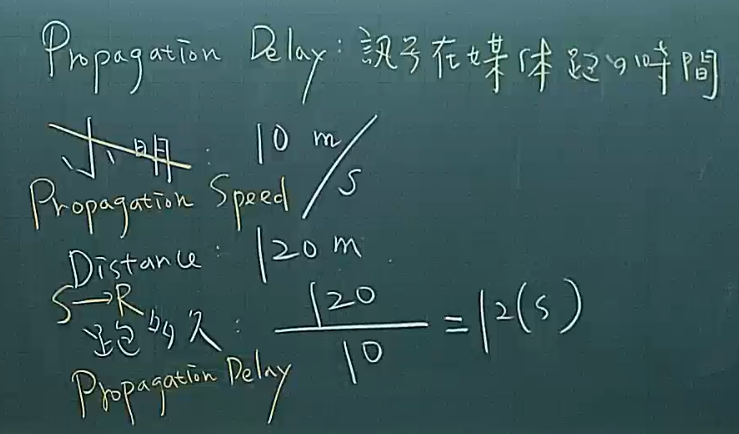 Propagation Delay: 訊号在媒体跑的時間
小明: 10 m/s
Propagation Speed
Distance: 120 m
S→R
跑多久: 120/10 = 12(s)
Propagation Delay